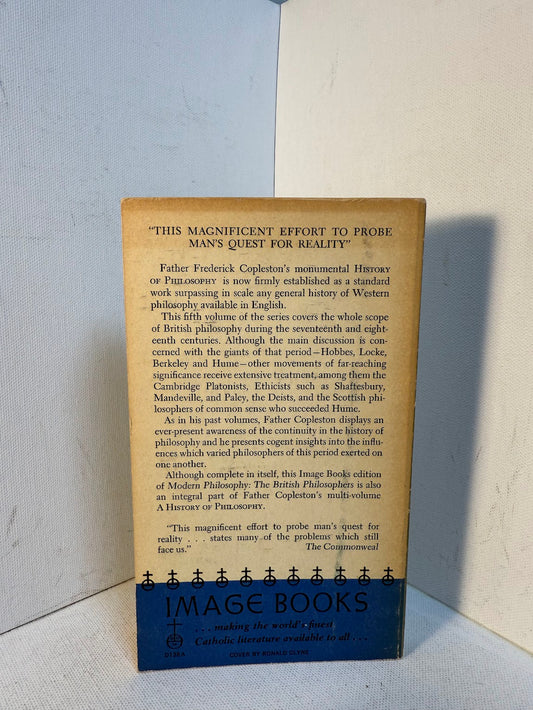 "THIS MAGNIFICENT EFFORT TO PROBE
MAN'S QUEST FOR REALITY"
Father Frederick Copleston's monumental HISTORY
OF PHILOSOPHY is now firmly established as a standard
work surpassing in scale any general history of Western
philosophy available in English.
This fifth volume of the series covers the whole scope
of British philosophy during the seventeenth and eight-
eenth centuries. Although the main discussion is con-
cerned with the giants of that period—Hobbes, Locke,
Berkeley and Hume—other movements of far-reaching
significance receive extensive treatment, among them the
Cambridge Platonists, Ethicists such as Shaftesbury,
Mandeville, and Paley, the Deists, and the Scottish phi-
losophers of common sense who succeeded Hume.
As in his past volumes, Father Copleston displays an
ever-present awareness of the continuity in the history of
philosophy and he presents cogent insights into the influ-
ences which varied philosophers of this period exerted on
one another.
Although complete in itself, this Image Books edition
of Modern Philosophy: The British Philosophers is also
an integral part of Father Copleston's multi-volume
A HISTORY OF PHILOSOPHY.
"This magnificent effort to probe man's quest for
reality . . . states many of the problems which still
face us." The Commonweal
IMAGE BOOKS
. . . making the world's finest
Catholic literature available to all . . .
D138A COVER BY RONALD CLYNE